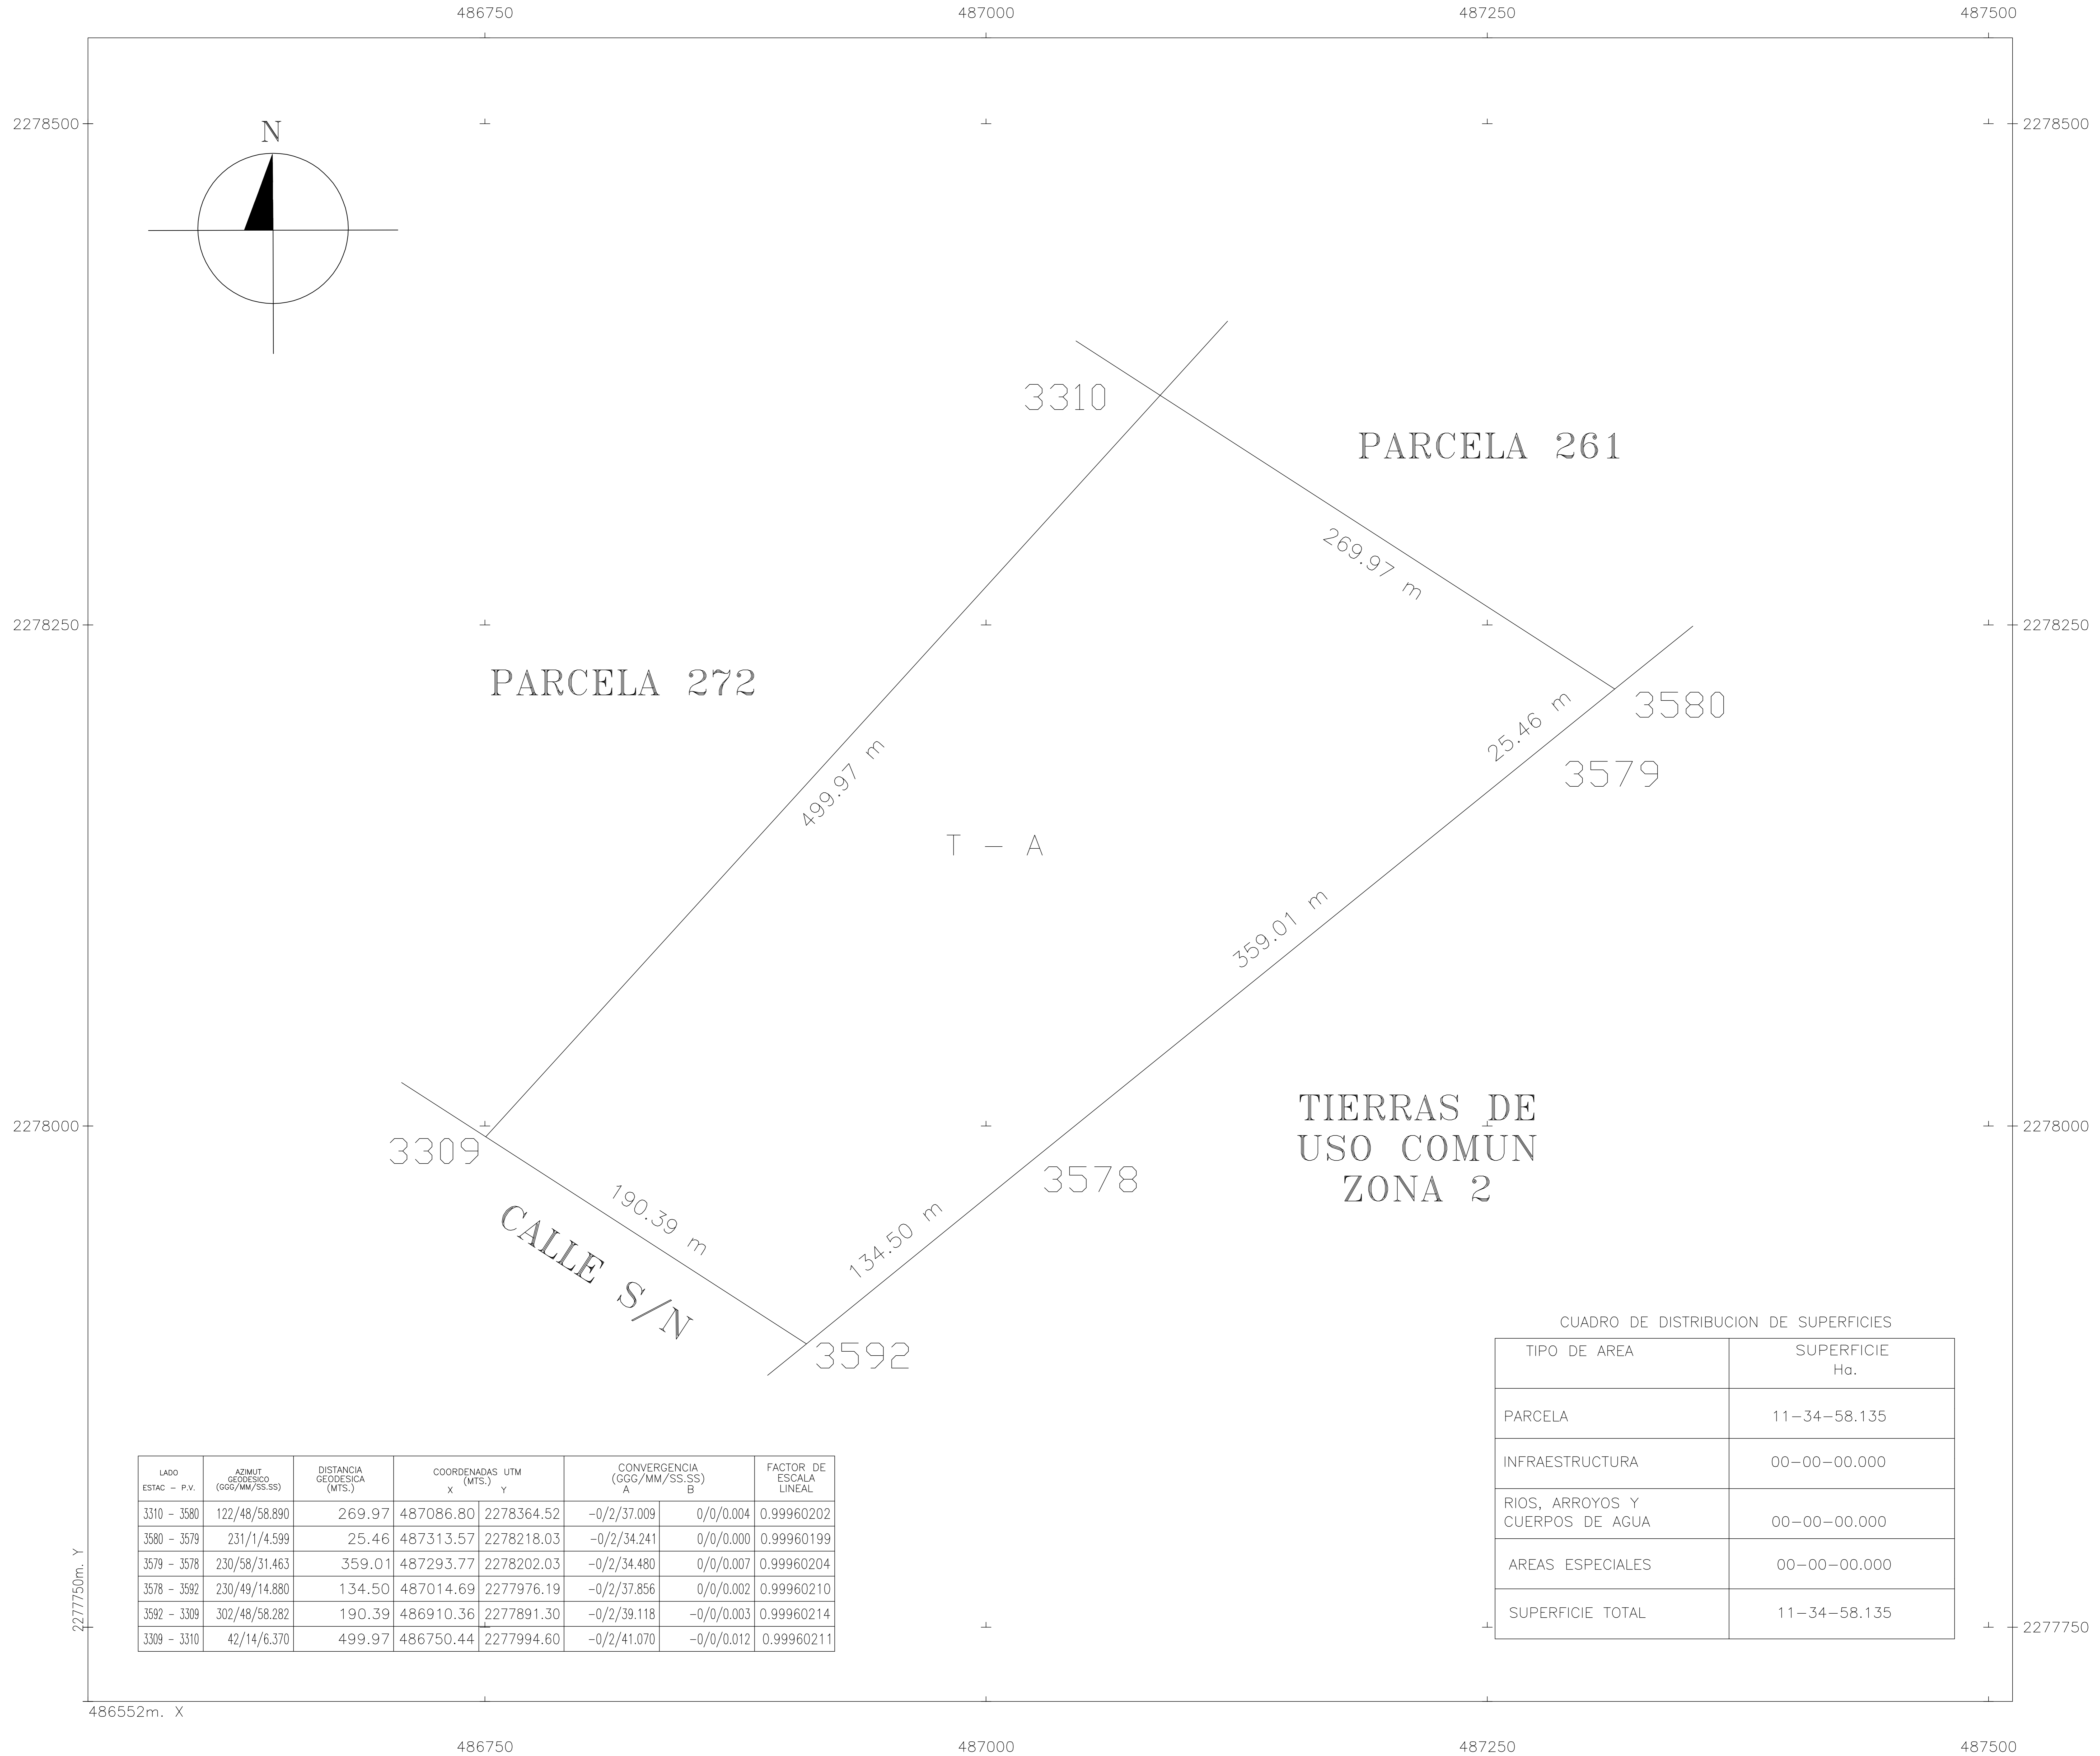 486750 487000 487250 487500
2278500 2278500
N
3310
PARCELA 261
269.97 m
2278250 2278250
PARCELA 272
3580
25.46 m
3579
499.97 m
T - A
359.01 m
2278000 2278000
3309
TIERRAS DE
USO COMUN
ZONA 2
3578
190.39 m
CALLE S/N
134.50 m
3592
CUADRO DE DISTRIBUCION DE SUPERFICIES
TIPO DE AREA SUPERFICIE
Ha.
PARCELA 11-34-58.135
INFRAESTRUCTURA 00-00-00.000
RIOS, ARROYOS Y
CUERPOS DE AGUA 00-00-00.000
AREAS ESPECIALES 00-00-00.000
SUPERFICIE TOTAL 11-34-58.135
LADO
ESTAC - P.V.
AZIMUT
GEODESICO
(GGG/MM/SS.SS)
DISTANCIA
GEODESICA
(MTS.)
COORDENADAS UTM
(MTS.)
X Y
CONVERGENCIA
(GGG/MM/SS.SS)
A B
FACTOR DE
ESCALA
LINEAL
3310 - 3580 122/48/58.890 269.97 487086.80 2278364.52 -0/2/37.009 0/0/0.004 0.99960202
3580 - 3579 231/1/4.599 25.46 487313.57 2278218.03 -0/2/34.241 0/0/0.000 0.99960199
3579 - 3578 230/58/31.463 359.01 487293.77 2278202.03 -0/2/34.480 0/0/0.007 0.99960204
3578 - 3592 230/49/14.880 134.50 487014.69 2277976.19 -0/2/37.856 0/0/0.002 0.99960210
3592 - 3309 302/48/58.282 190.39 486910.36 2277891.30 -0/2/39.118 -0/0/0.003 0.99960214
3309 - 3310 42/14/6.370 499.97 486750.44 2277994.60 -0/2/41.070 -0/0/0.012 0.99960211
2277750m. Y
2277750
486552m. X
486750 487000 487250 487500